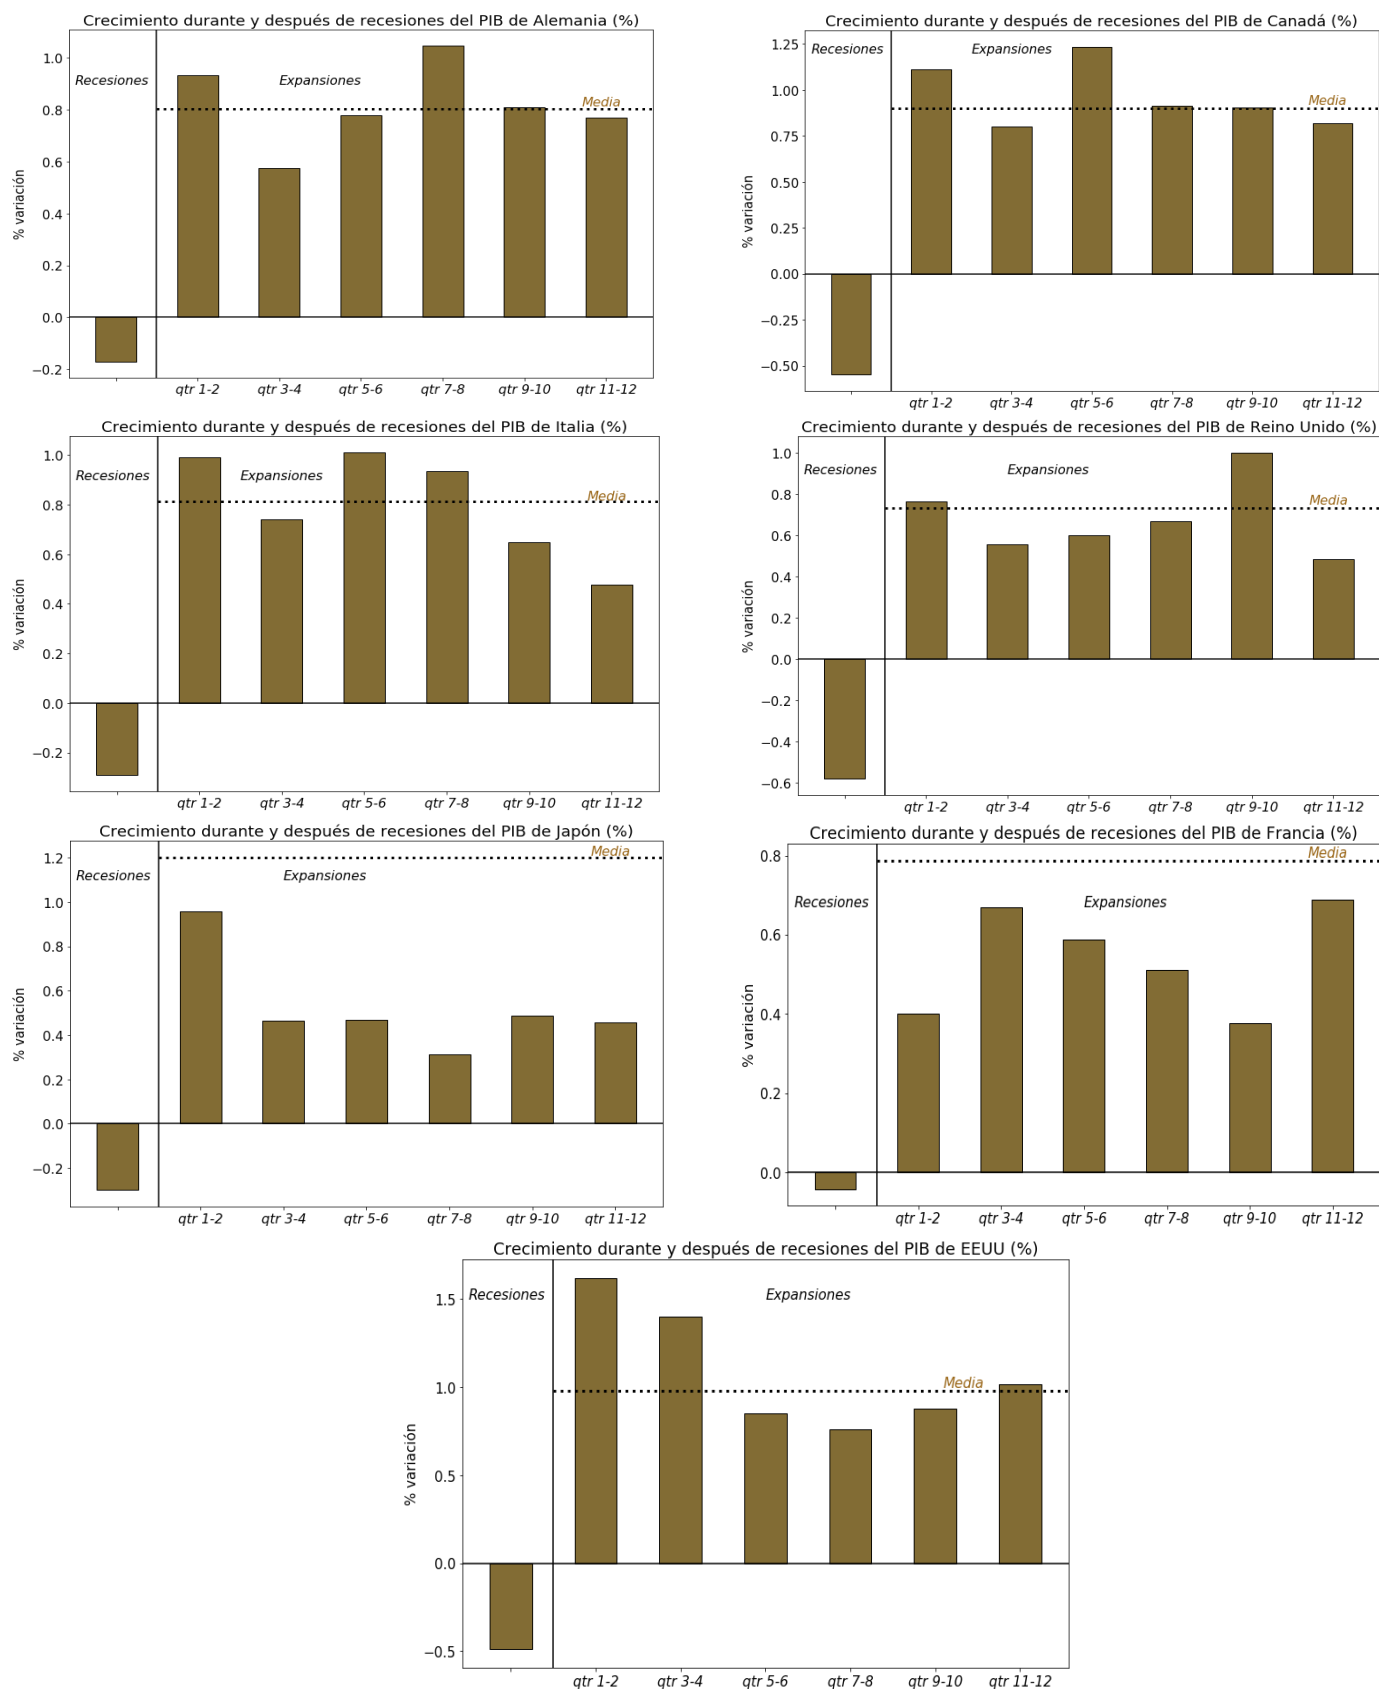 Crecimiento durante y después de recesiones del PIB de Alemania (%)
Recesiones
Expansiones
Media
% variación
1.0
0.8
0.6
0.4
0.2
0.0
−0.2
qtr 1-2 qtr 3-4 qtr 5-6 qtr 7-8 qtr 9-10 qtr 11-12
Crecimiento durante y después de recesiones del PIB de Canadá (%)
Recesiones
Expansiones
Media
% variación
1.25
1.00
0.75
0.50
0.25
0.00
−0.25
−0.50
qtr 1-2 qtr 3-4 qtr 5-6 qtr 7-8 qtr 9-10 qtr 11-12
Crecimiento durante y después de recesiones del PIB de Italia (%)
Recesiones
Expansiones
Media
% variación
1.0
0.8
0.6
0.4
0.2
0.0
−0.2
qtr 1-2 qtr 3-4 qtr 5-6 qtr 7-8 qtr 9-10 qtr 11-12
Crecimiento durante y después de recesiones del PIB de Reino Unido (%)
Recesiones
Expansiones
Media
% variación
1.0
0.8
0.6
0.4
0.2
0.0
−0.2
−0.4
−0.6
qtr 1-2 qtr 3-4 qtr 5-6 qtr 7-8 qtr 9-10 qtr 11-12
Crecimiento durante y después de recesiones del PIB de Japón (%)
Media
Recesiones
Expansiones
% variación
1.2
1.0
0.8
0.6
0.4
0.2
0.0
−0.2
qtr 1-2 qtr 3-4 qtr 5-6 qtr 7-8 qtr 9-10 qtr 11-12
Crecimiento durante y después de recesiones del PIB de Francia (%)
Media
Recesiones
Expansiones
% variación
0.8
0.6
0.4
0.2
0.0
qtr 1-2 qtr 3-4 qtr 5-6 qtr 7-8 qtr 9-10 qtr 11-12
Crecimiento durante y después de recesiones del PIB de EEUU (%)
Recesiones
Expansiones
Media
% variación
1.5
1.0
0.5
0.0
−0.5
qtr 1-2 qtr 3-4 qtr 5-6 qtr 7-8 qtr 9-10 qtr 11-12